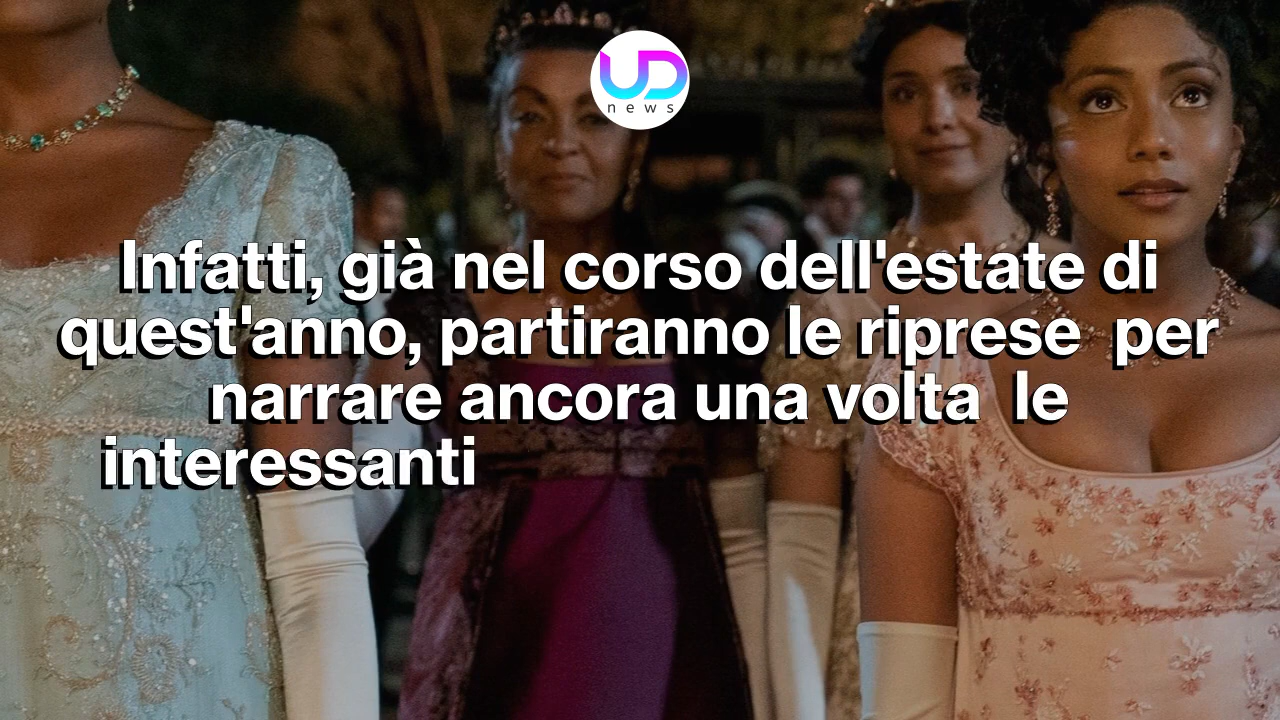 UD
news
Infatti, già nel corso dell'estate di
quest'anno, partiranno le riprese  per
narrare ancora una volta  le
interessanti